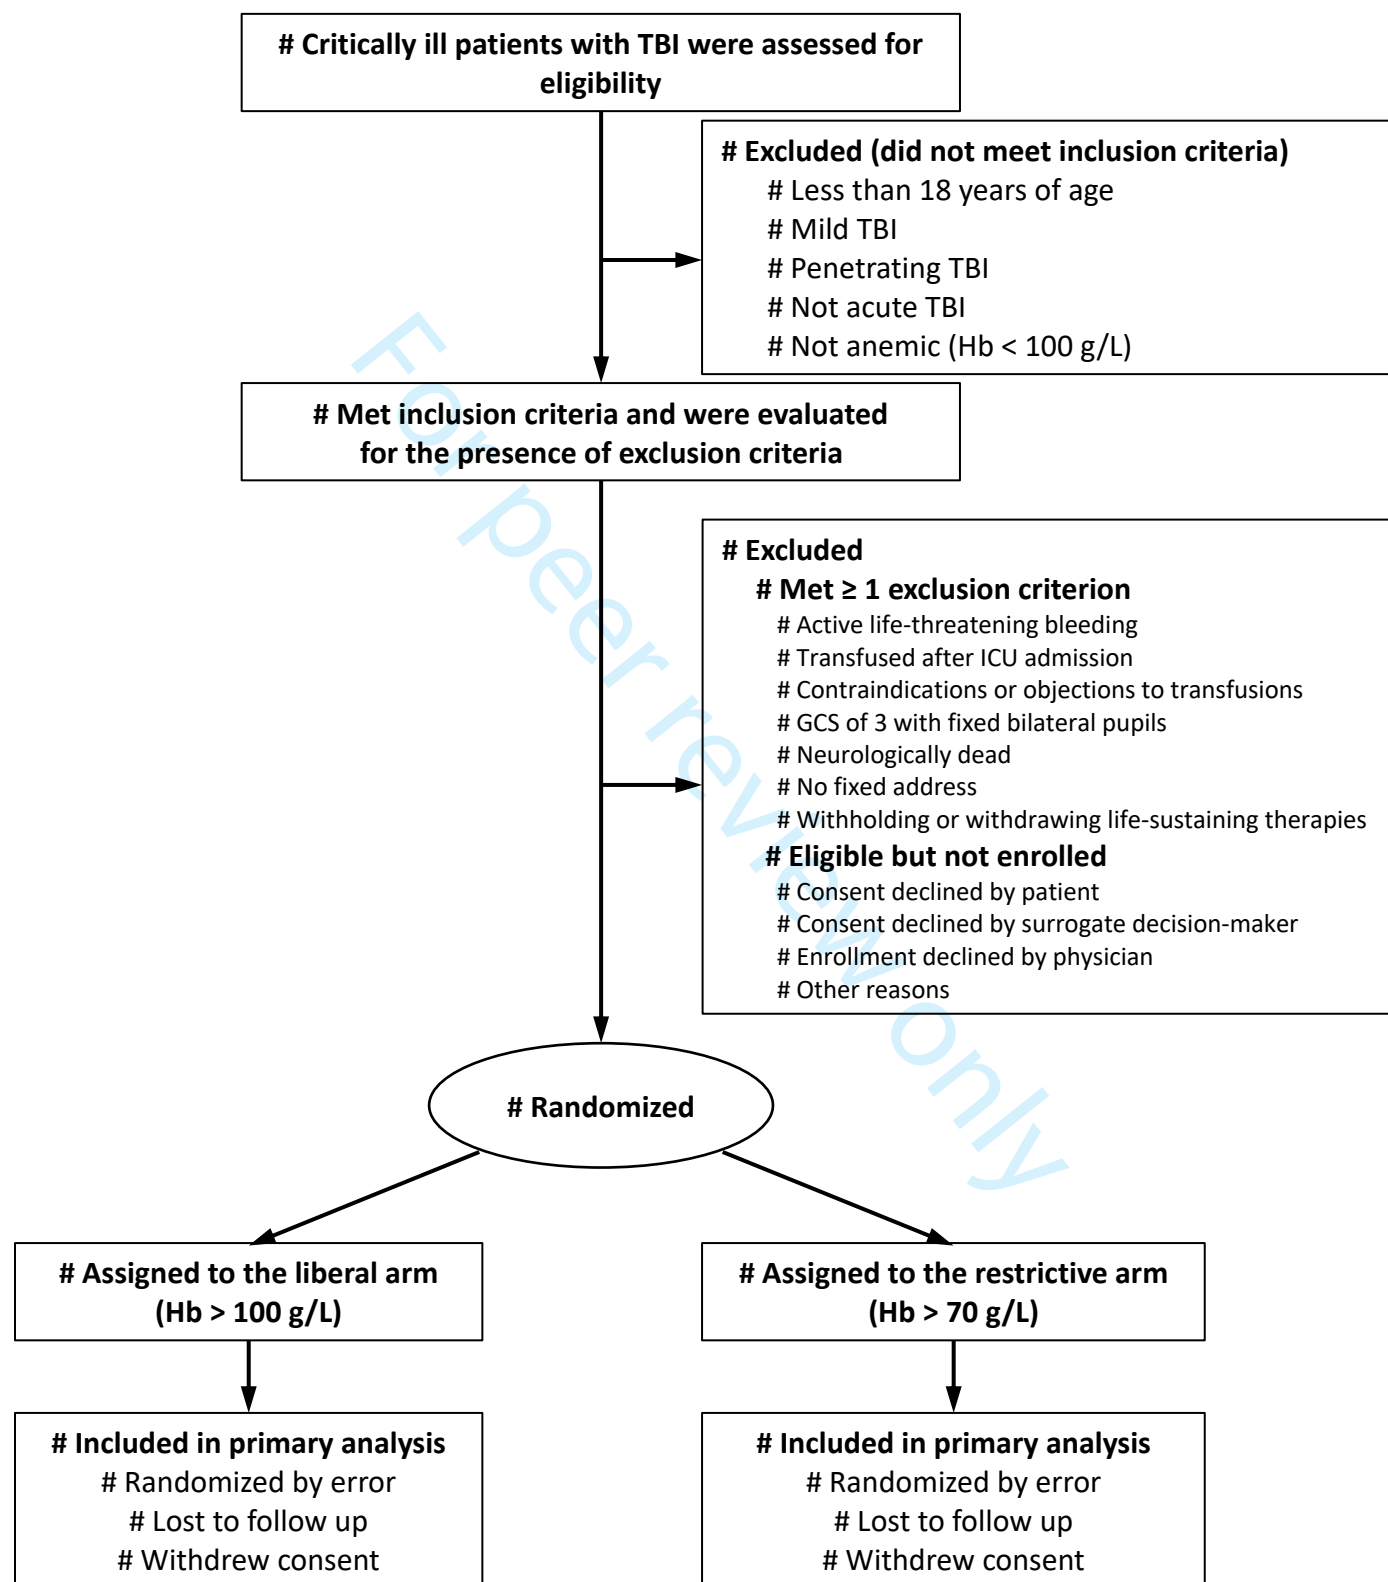 # Critically ill patients with TBI were assessed for
eligibility
# Excluded (did not meet inclusion criteria)
# Less than 18 years of age
# Mild TBI
# Penetrating TBI
# Not acute TBI
# Not anemic (Hb < 100 g/L)
# Met inclusion criteria and were evaluated
for the presence of exclusion criteria
# Excluded
# Met ≥ 1 exclusion criterion
# Active life-threatening bleeding
# Transfused after ICU admission
# Contraindications or objections to transfusions
# GCS of 3 with fixed bilateral pupils
# Neurologically dead
# No fixed address
# Withholding or withdrawing life-sustaining therapies
# Eligible but not enrolled
# Consent declined by patient
# Consent declined by surrogate decision-maker
# Enrollment declined by physician
# Other reasons
For peer review only
# Randomized
# Assigned to the liberal arm
(Hb > 100 g/L)
# Assigned to the restrictive arm
(Hb > 70 g/L)
# Included in primary analysis
# Randomized by error
# Lost to follow up
# Withdrew consent
# Included in primary analysis
# Randomized by error
# Lost to follow up
# Withdrew consent